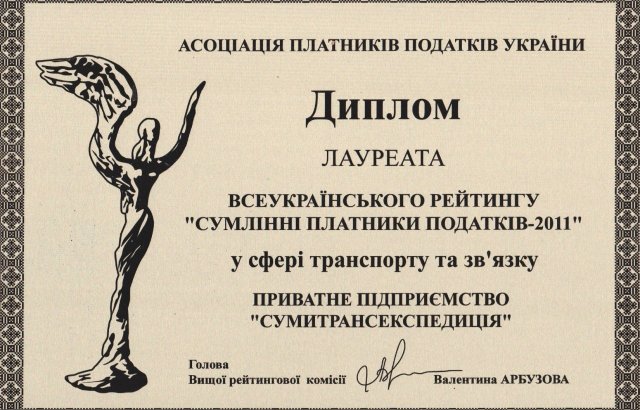 АСОЦІАЦІЯ ПЛАТНИКІВ ПОДАТКІВ УКРАЇНИ
Диплом
ЛАУРЕАТА
ВСЕУКРАЇНСЬКОГО РЕЙТИНГУ
"СУМЛІННІ ПЛАТНИКИ ПОДАТКІВ-2011"
у сфері транспорту та зв'язку
ПРИВАТНЕ ПІДПРИЄМСТВО
"СУМИТРАНСЕКСПЕДИЦІЯ"
Голова
Вищої рейтингової комісії Валентина АРБУЗОВА